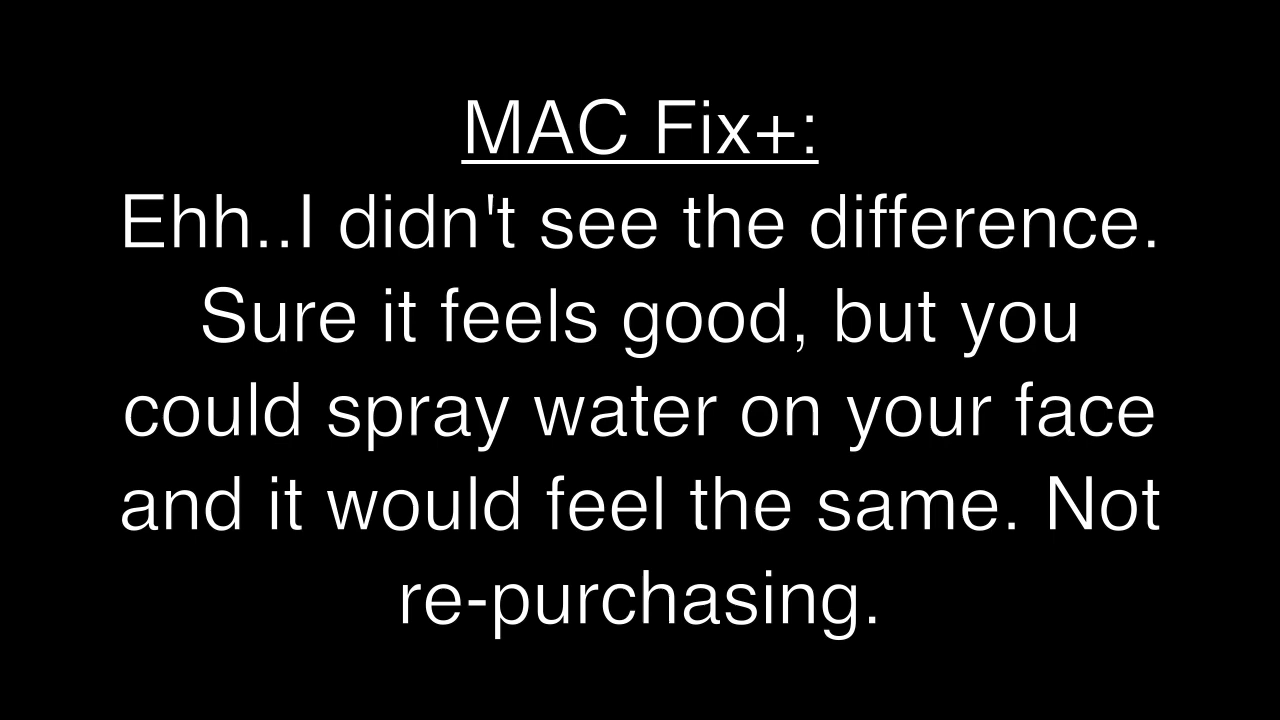 MAC Fix+:
Ehh..I didn't see the difference.
Sure it feels good, but you
could spray water on your face
and it would feel the same. Not
re-purchasing.